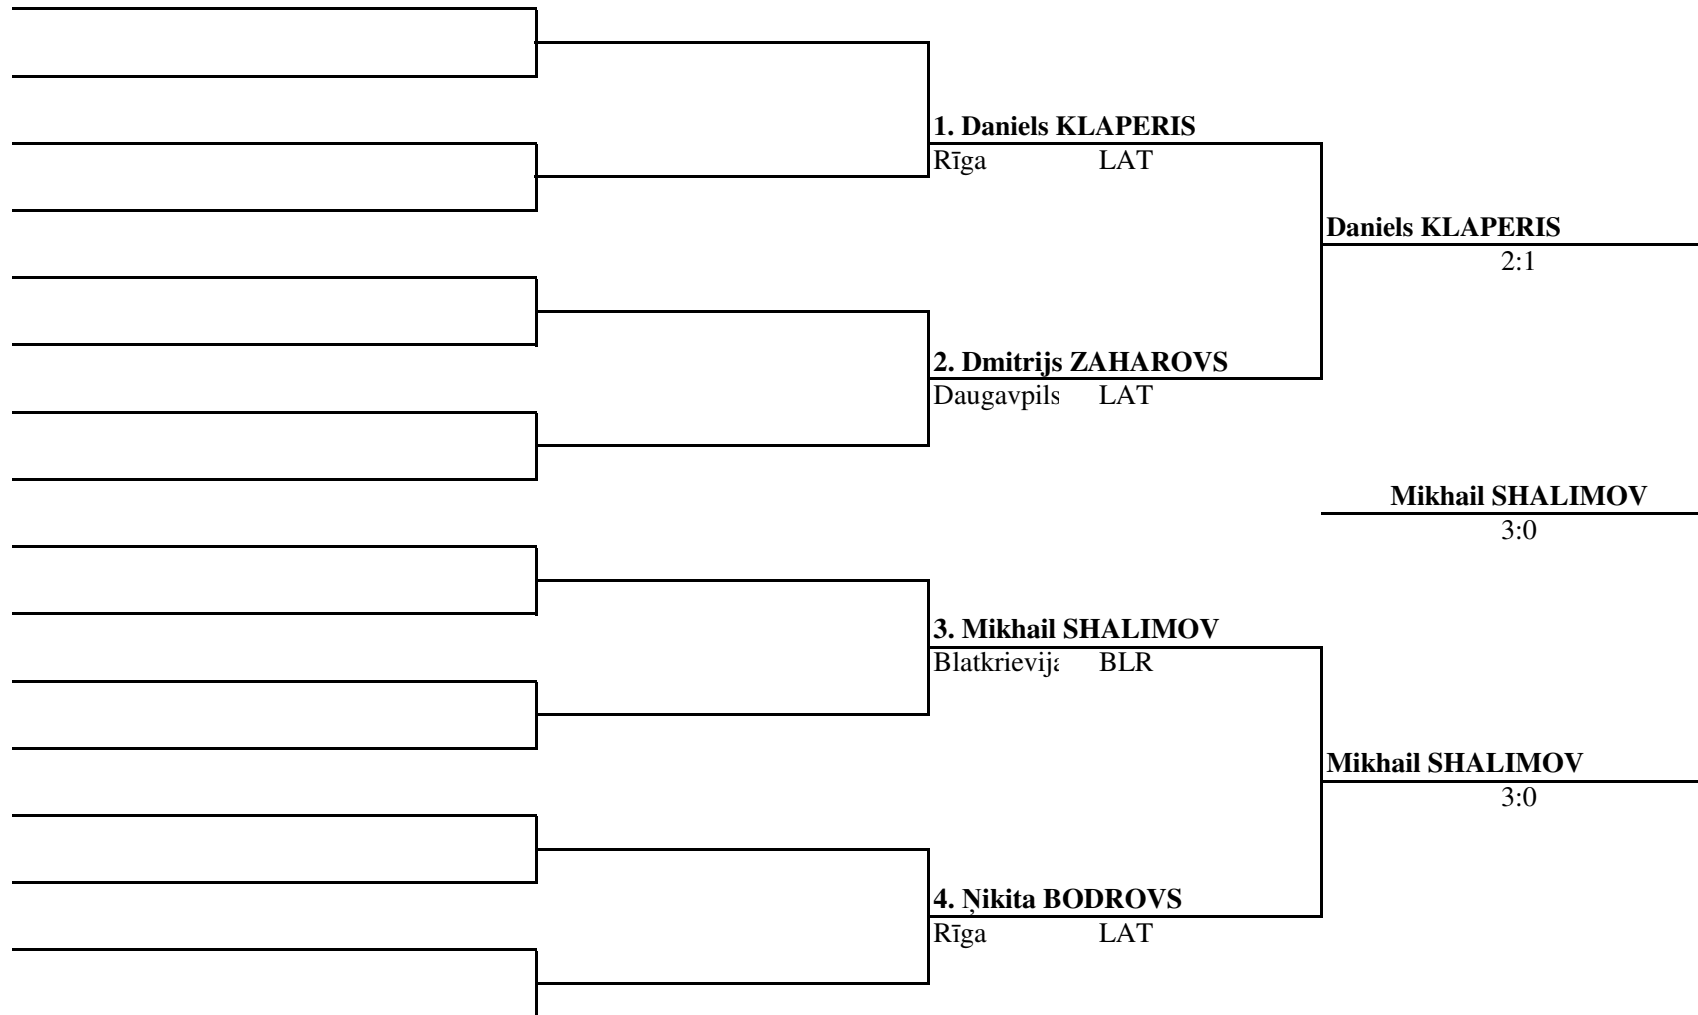 1. Daniels KLAPERIS
Rīga LAT
Daniels KLAPERIS
2:1
2. Dmitrijs ZAHAROVS
Daugavpils LAT
Mikhail SHALIMOV
3:0
3. Mikhail SHALIMOV
Blatkrievija BLR
Mikhail SHALIMOV
3:0
4. Ņikita BODROVS
Rīga LAT